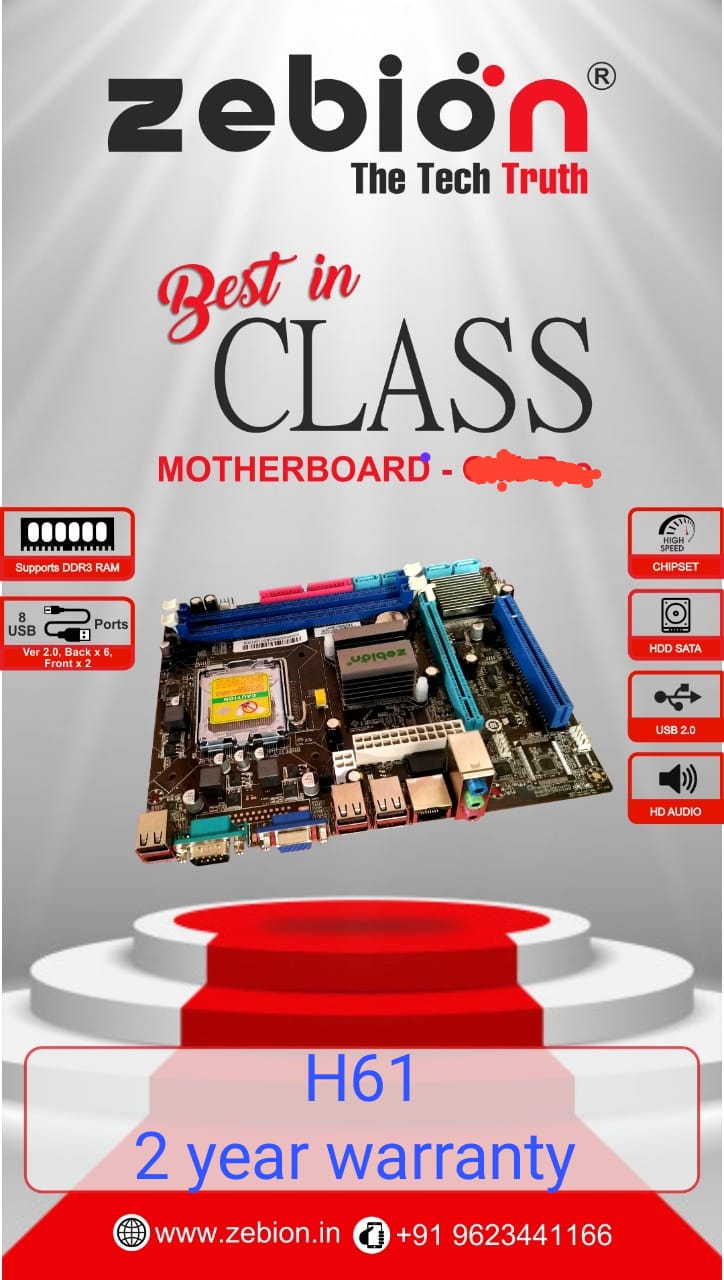 zebion®
The Tech Truth
Best in
CLASS
MOTHERBOARD -
Supports DDR3 RAM
8 USB Ports
Ver 2.0, Back x 6,
Front x 2
HIGH
SPEED
CHIPSET
HDD SATA
USB 2.0
HD AUDIO
zebion
CAUTION
H61
2 year warranty
www.zebion.in +91 9623441166